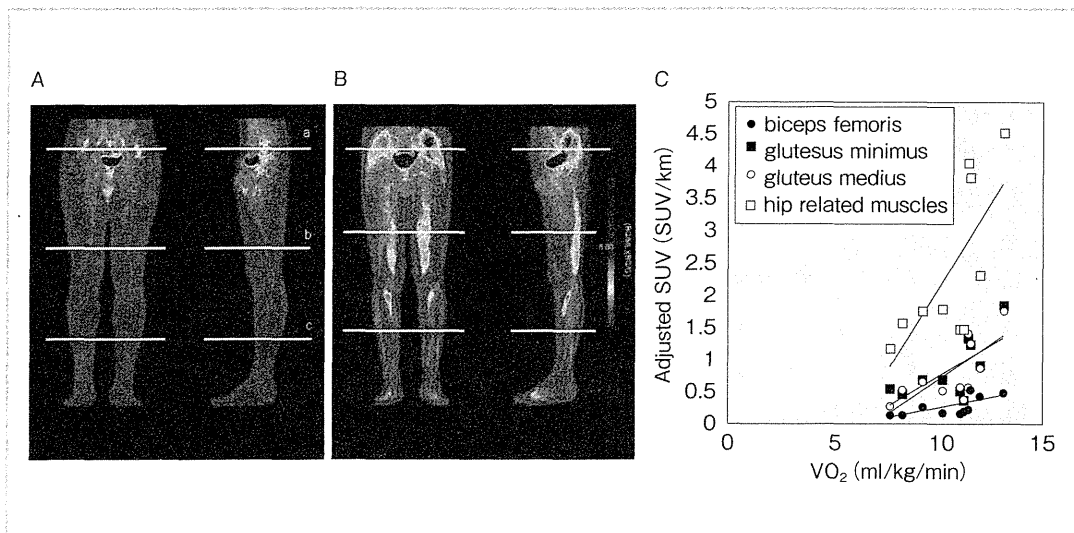 A
B
C
a
b
c
Adjusted SUV (SUV/km)
5
4.5
4
3.5
3
2.5
2
1.5
1
0.5
0
biceps femoris
glutesus minimus
gluteus medius
hip related muscles
0
5
10
15
VO₂ (ml/kg/min)